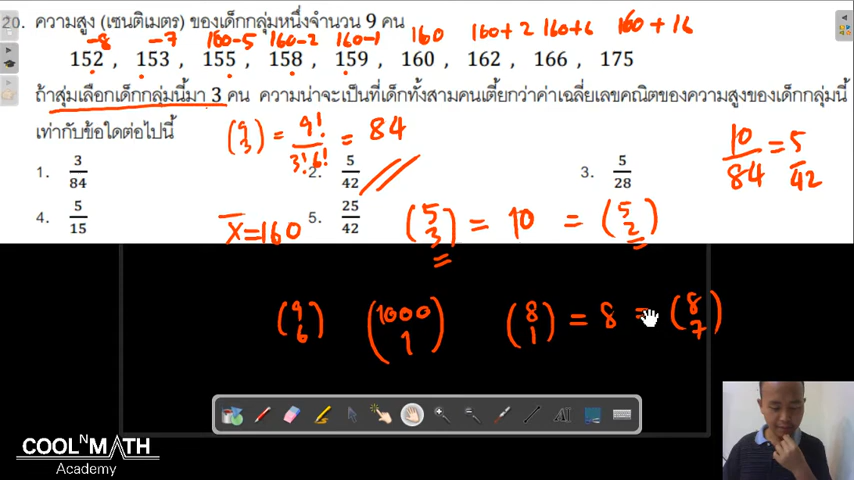 20. ความสูง (เซนติเมตร) ของเด็กกลุ่มหนึ่งจำนวน 9 คน
-8 -7 160-5 160-2 160-1 160 160+2 160+6 160+16
152 , 153 , 155 , 158 , 159 , 160 , 162 , 166 , 175
ถ้าสุ่มเลือกเด็กกลุ่มนี้มา 3 คน ความน่าจะเป็นที่เด็กทั้งสามคนเตี้ยกว่าค่าเฉลี่ยเลขคณิตของความสูงของเด็กกลุ่มนี้
เท่ากับข้อใดต่อไปนี้
(9 3) = 9!/3!6! = 84
10/84 = 5/42
1. 3/84 2. 5/42 3. 5/28
4. 5/15 5. 25/42
x̄=160
(5 3) = 10 = (5 2)
(9 6) (1000 1) (8 1) = 8 = (8 7)
COOL N MATH
Academy